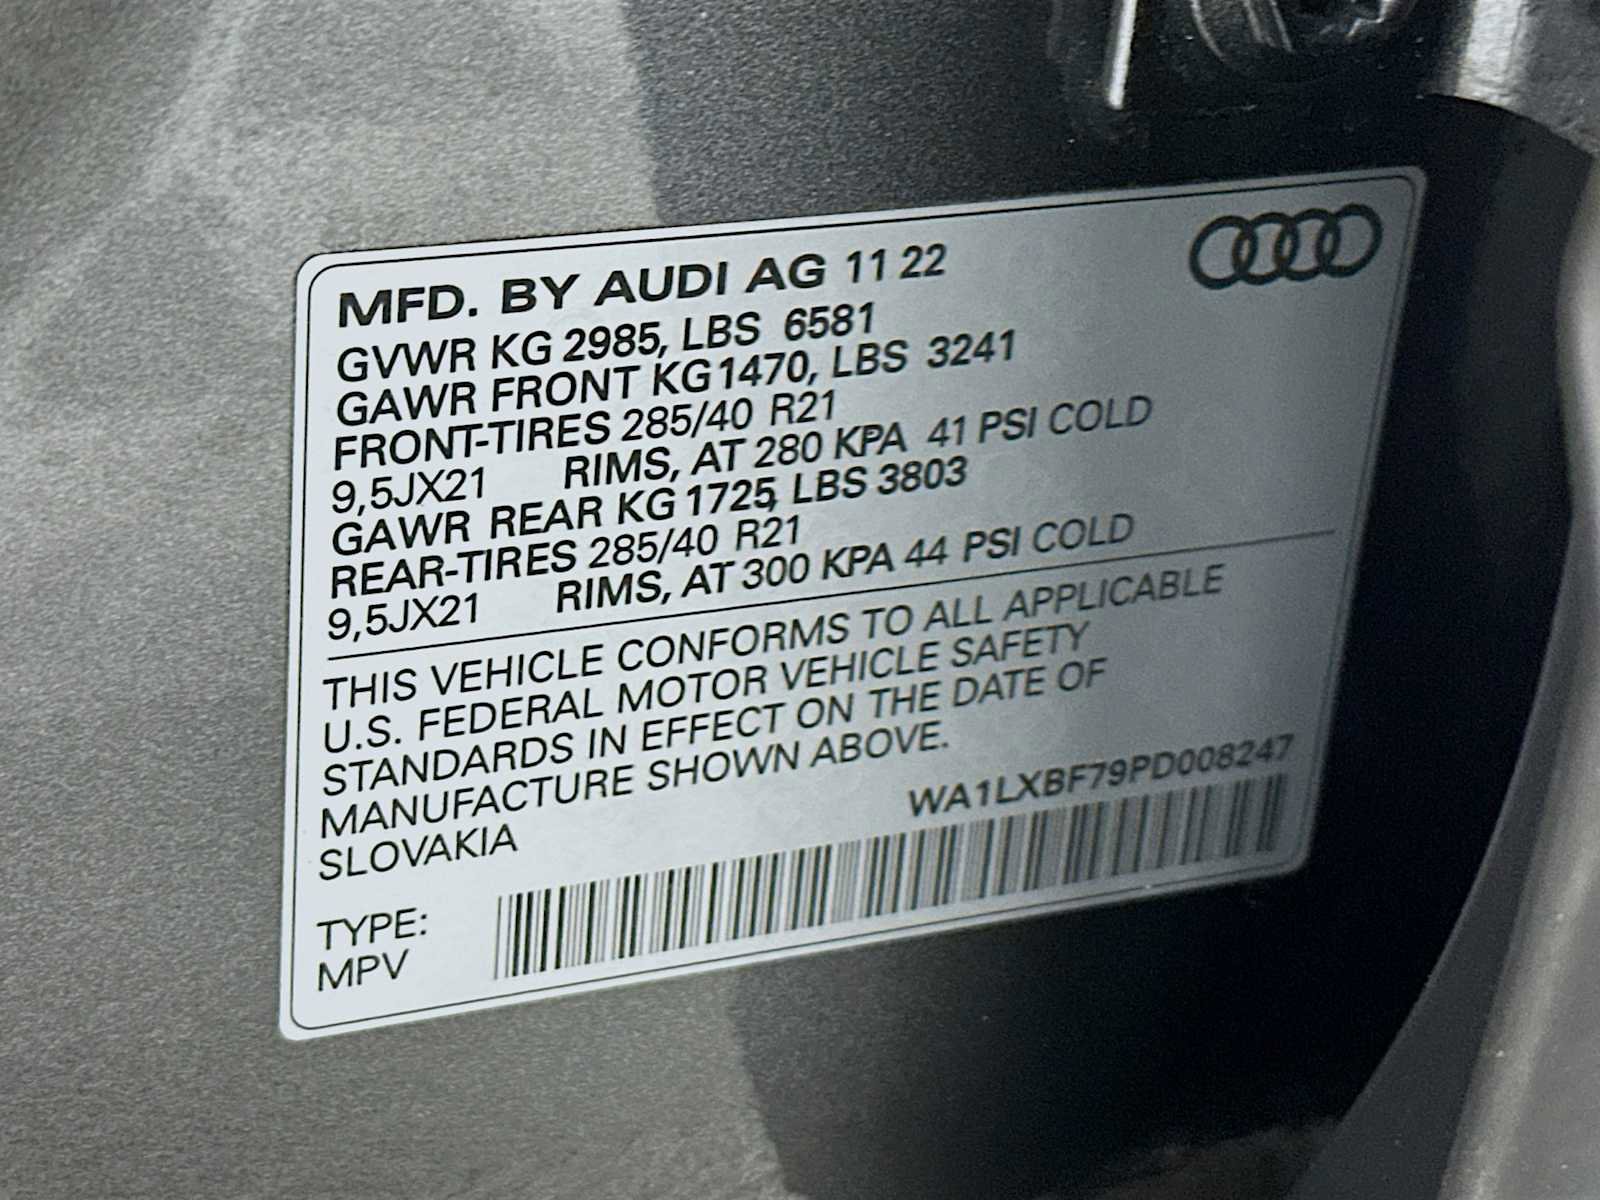 MFD. BY AUDI AG 11 22
GVWR KG 2985, LBS 6581
GAWR FRONT KG 1470, LBS 3241
FRONT-TIRES 285/40 R21
9,5JX21 RIMS, AT 280 KPA 41 PSI COLD
GAWR REAR KG 1725, LBS 3803
REAR-TIRES 285/40 R21
9,5JX21 RIMS, AT 300 KPA 44 PSI COLD
THIS VEHICLE CONFORMS TO ALL APPLICABLE
U.S. FEDERAL MOTOR VEHICLE SAFETY
STANDARDS IN EFFECT ON THE DATE OF
MANUFACTURE SHOWN ABOVE.
SLOVAKIA
WA1LXBF79PD008247
TYPE:
MPV